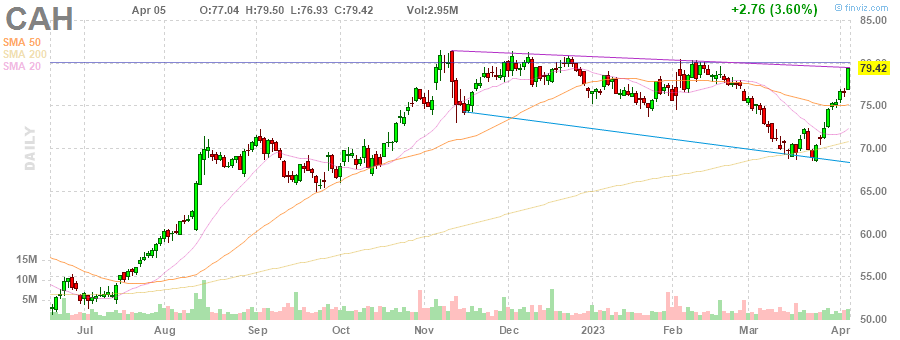 CAH Apr 05 O:77.04 H:79.50 L:76.93 C:79.42 Vol:2.95M +2.76 (3.60%) © finviz.com
SMA 50
SMA 200
SMA 20
DAILY
85.00
79.42
75.00
70.00
65.00
60.00
55.00
50.00
15M
10M
5M
Jul Aug Sep Oct Nov Dec 2023 Feb Mar Apr